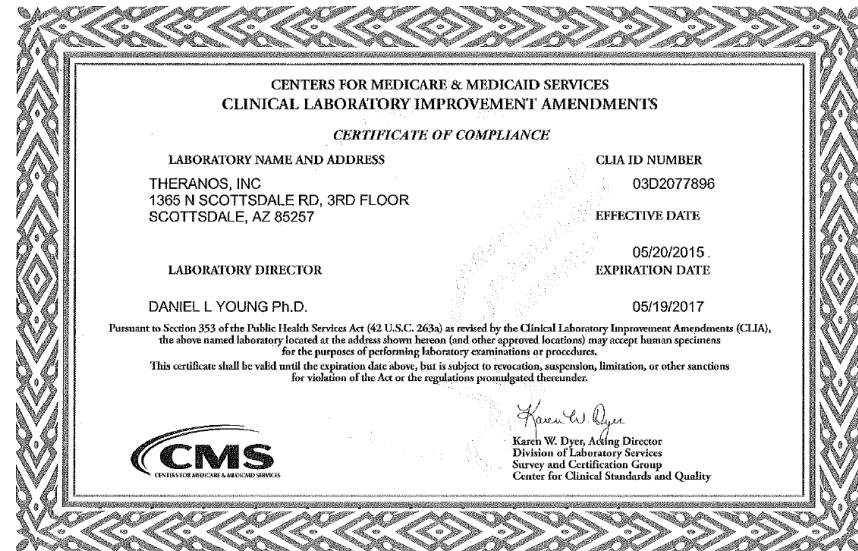 CENTERS FOR MEDICARE & MEDICAID SERVICES
CLINICAL LABORATORY IMPROVEMENT AMENDMENTS
CERTIFICATE OF COMPLIANCE
LABORATORY NAME AND ADDRESS
THERANOS, INC
1365 N SCOTTSDALE RD, 3RD FLOOR
SCOTTSDALE, AZ 85257
CLIA ID NUMBER
03D2077896
EFFECTIVE DATE
05/20/2015
LABORATORY DIRECTOR
DANIEL L YOUNG Ph.D.
EXPIRATION DATE
05/19/2017
Pursuant to Section 353 of the Public Health Services Act (42 U.S.C. 263a) as revised by the Clinical Laboratory Improvement Amendments (CLIA),
the above named laboratory located at the address shown hereon (and other approved locations) may accept human specimens
for the purposes of performing laboratory examinations or procedures.
This certificate shall be valid until the expiration date above, but is subject to revocation, suspension, limitation, or other sanctions
for violation of the Act or the regulations promulgated thereunder.
Karen W. Dyer
Karen W. Dyer, Acting Director
Division of Laboratory Services
Survey and Certification Group
Center for Clinical Standards and Quality
CMS
CENTERS FOR MEDICARE & MEDICAID SERVICES